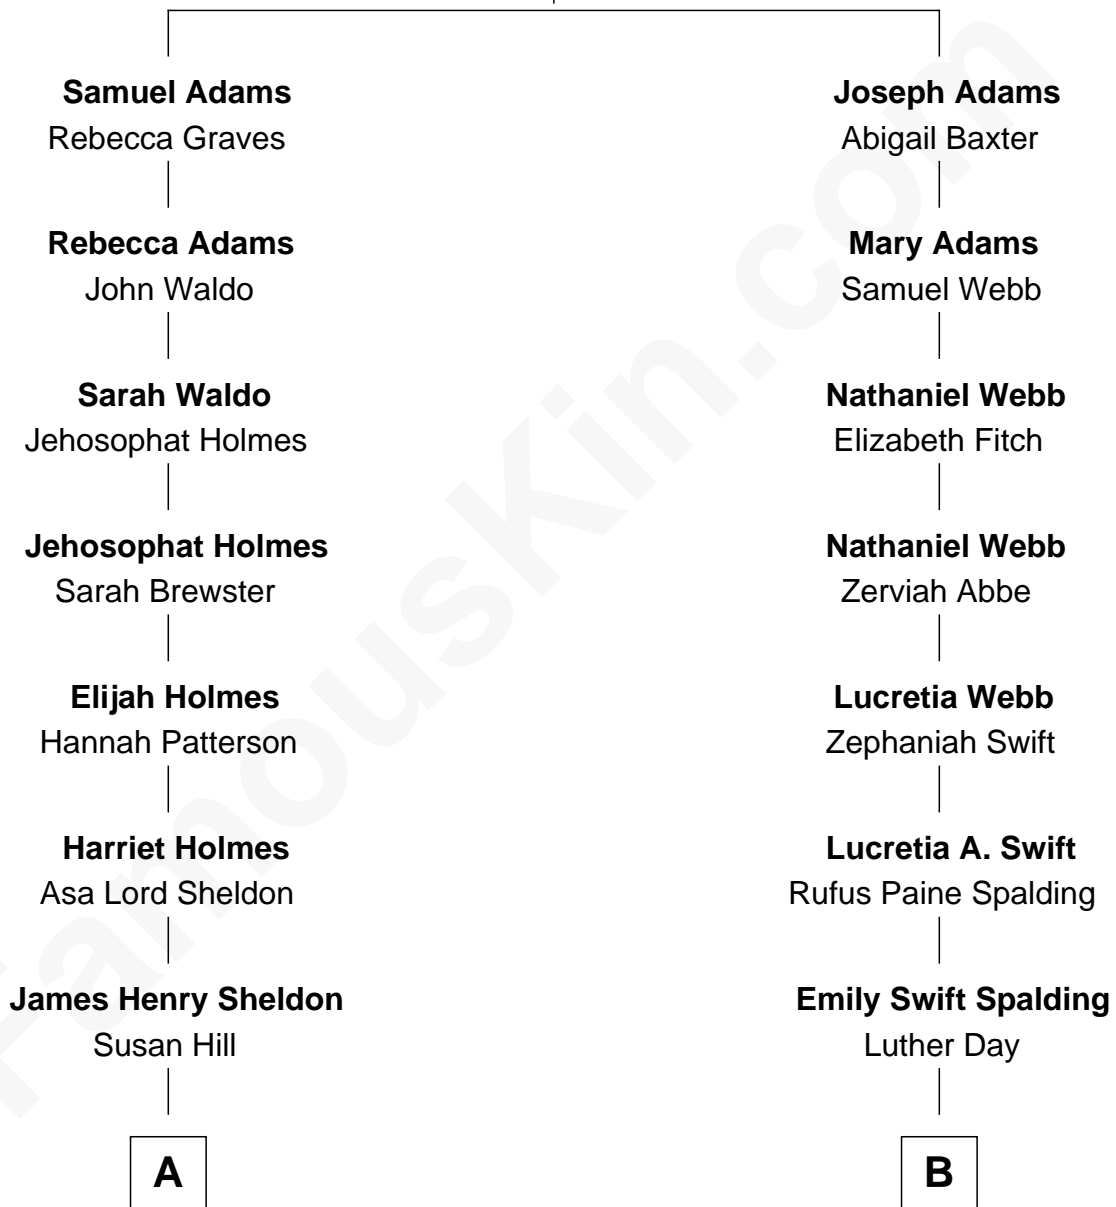 Samuel Adams
Rebecca Graves
Rebecca Adams
John Waldo
Sarah Waldo
Jehosophat Holmes
Jehosophat Holmes
Sarah Brewster
Elijah Holmes
Hannah Patterson
Harriet Holmes
Asa Lord Sheldon
James Henry Sheldon
Susan Hill
A
Joseph Adams
Abigail Baxter
Mary Adams
Samuel Webb
Nathaniel Webb
Elizabeth Fitch
Nathaniel Webb
Zerviah Abbe
Lucretia Webb
Zephaniah Swift
Lucretia A. Swift
Rufus Paine Spalding
Emily Swift Spalding
Luther Day
B
FamousKin.com